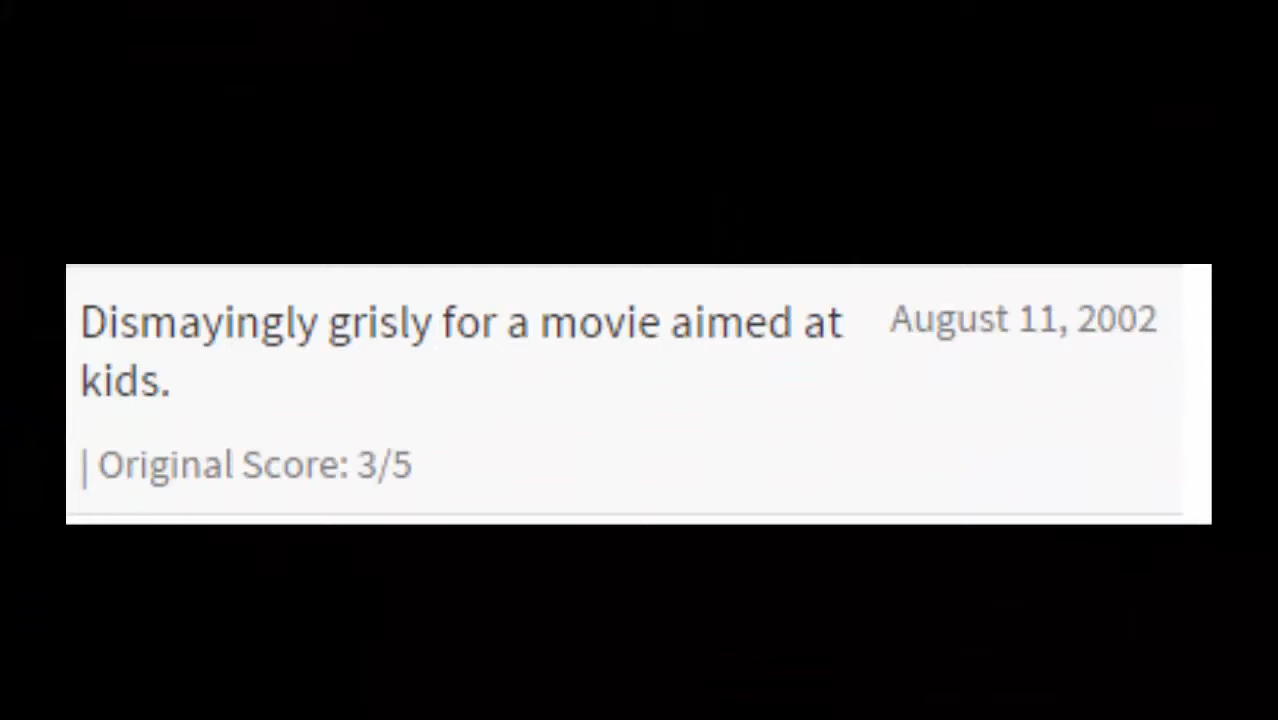 Dismayingly grisly for a movie aimed at August 11, 2002
kids.
| Original Score: 3/5